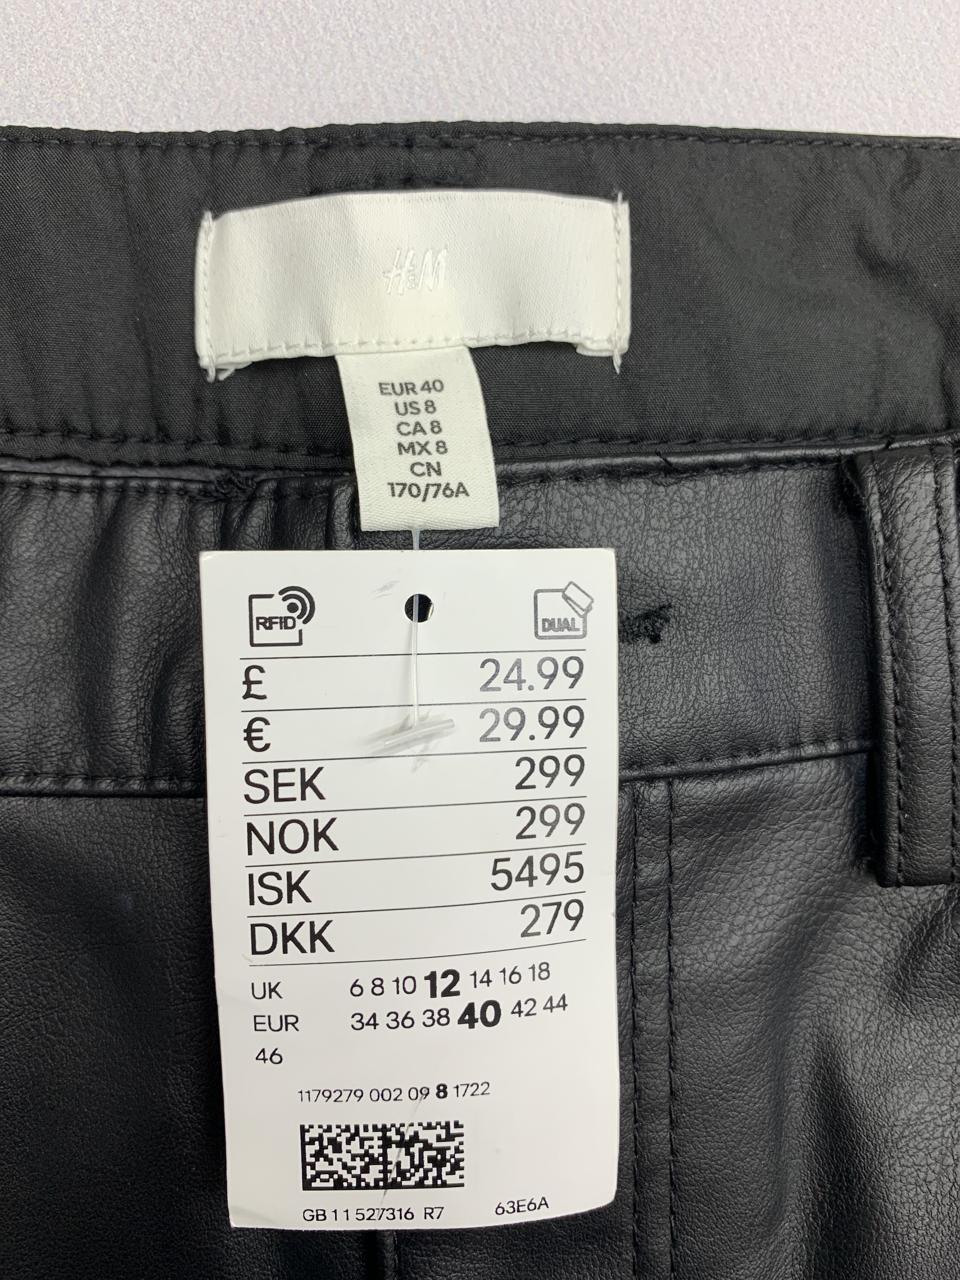 H&M
EUR 40
US 8
CA 8
MX 8
CN
170/76A
RFID
DUAL
£ 24.99
€ 29.99
SEK 299
NOK 299
ISK 5495
DKK 279
UK 6 8 10 12 14 16 18
EUR 34 36 38 40 42 44
46
1179279 002 09 8 1722
GB 11527316 R7 63E6A